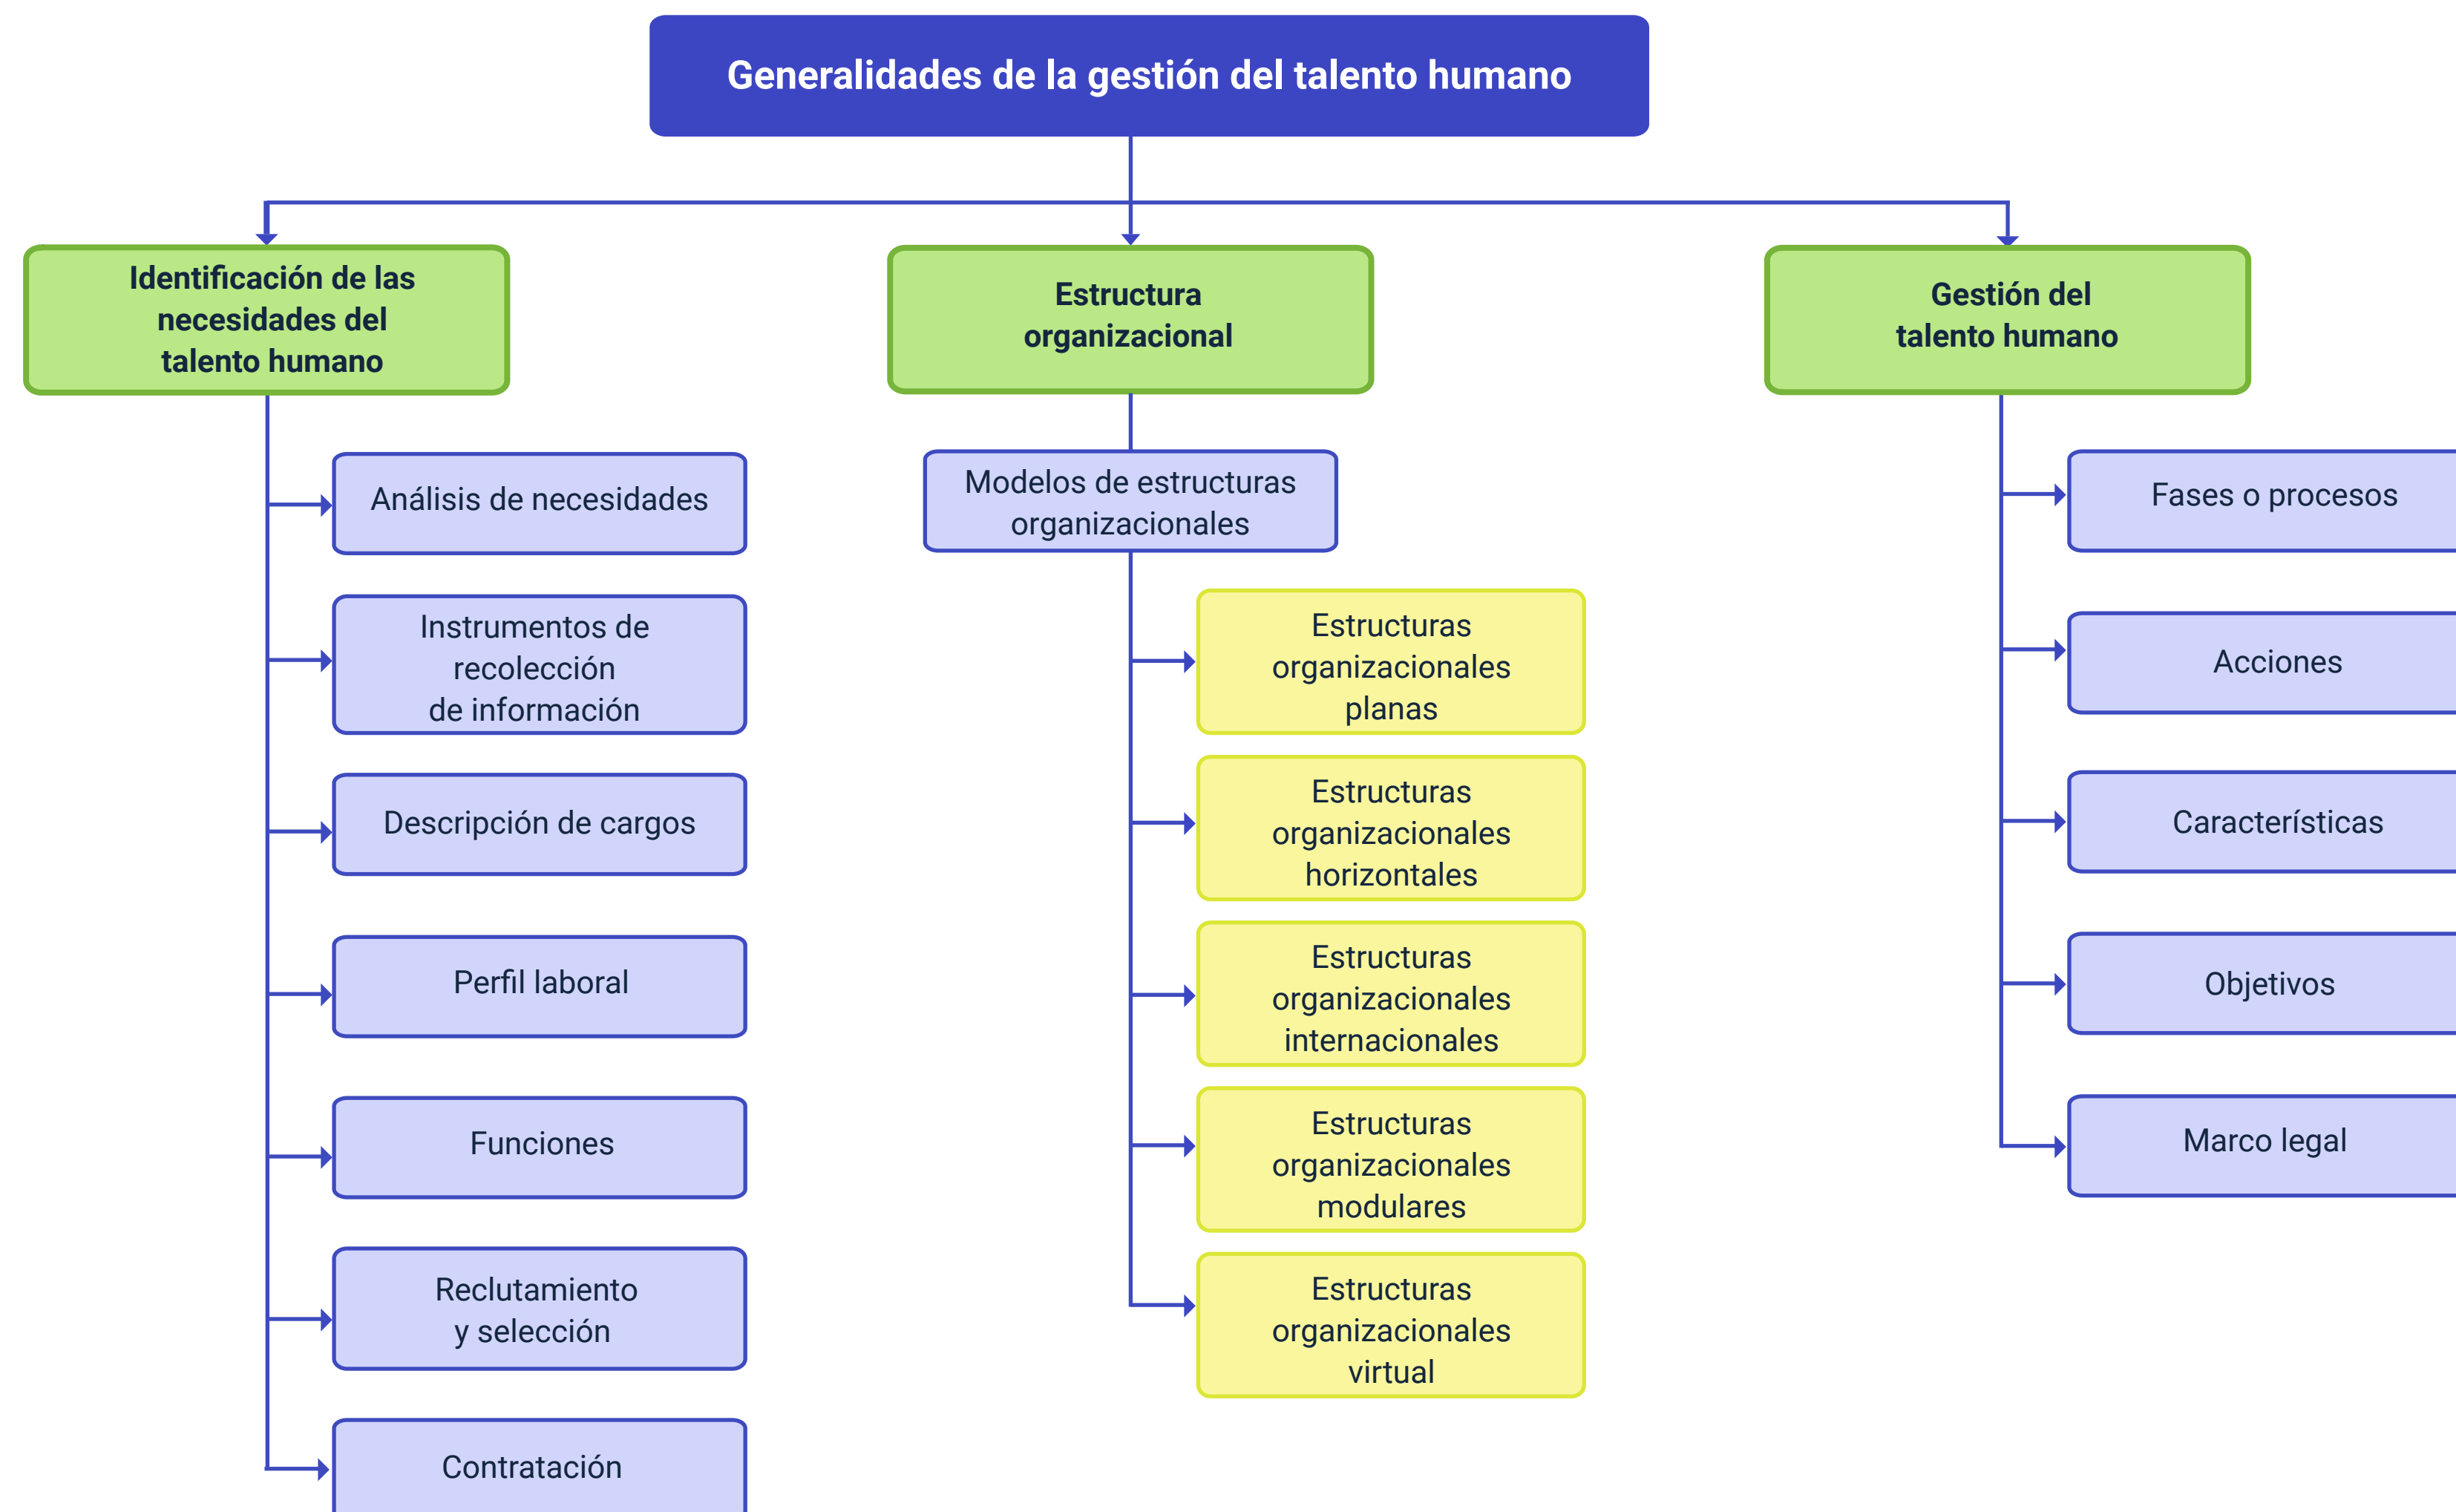 Generalidades de la gestión del talento humano
Identificación de las
necesidades del
talento humano
Análisis de necesidades
Instrumentos de
recolección
de información
Descripción de cargos
Perfil laboral
Funciones
Reclutamiento
y selección
Contratación
Estructura
organizacional
Modelos de estructuras
organizacionales
Estructuras
organizacionales
planas
Estructuras
organizacionales
horizontales
Estructuras
organizacionales
internacionales
Estructuras
organizacionales
modulares
Estructuras
organizacionales
virtual
Gestión del
talento humano
Fases o procesos
Acciones
Características
Objetivos
Marco legal